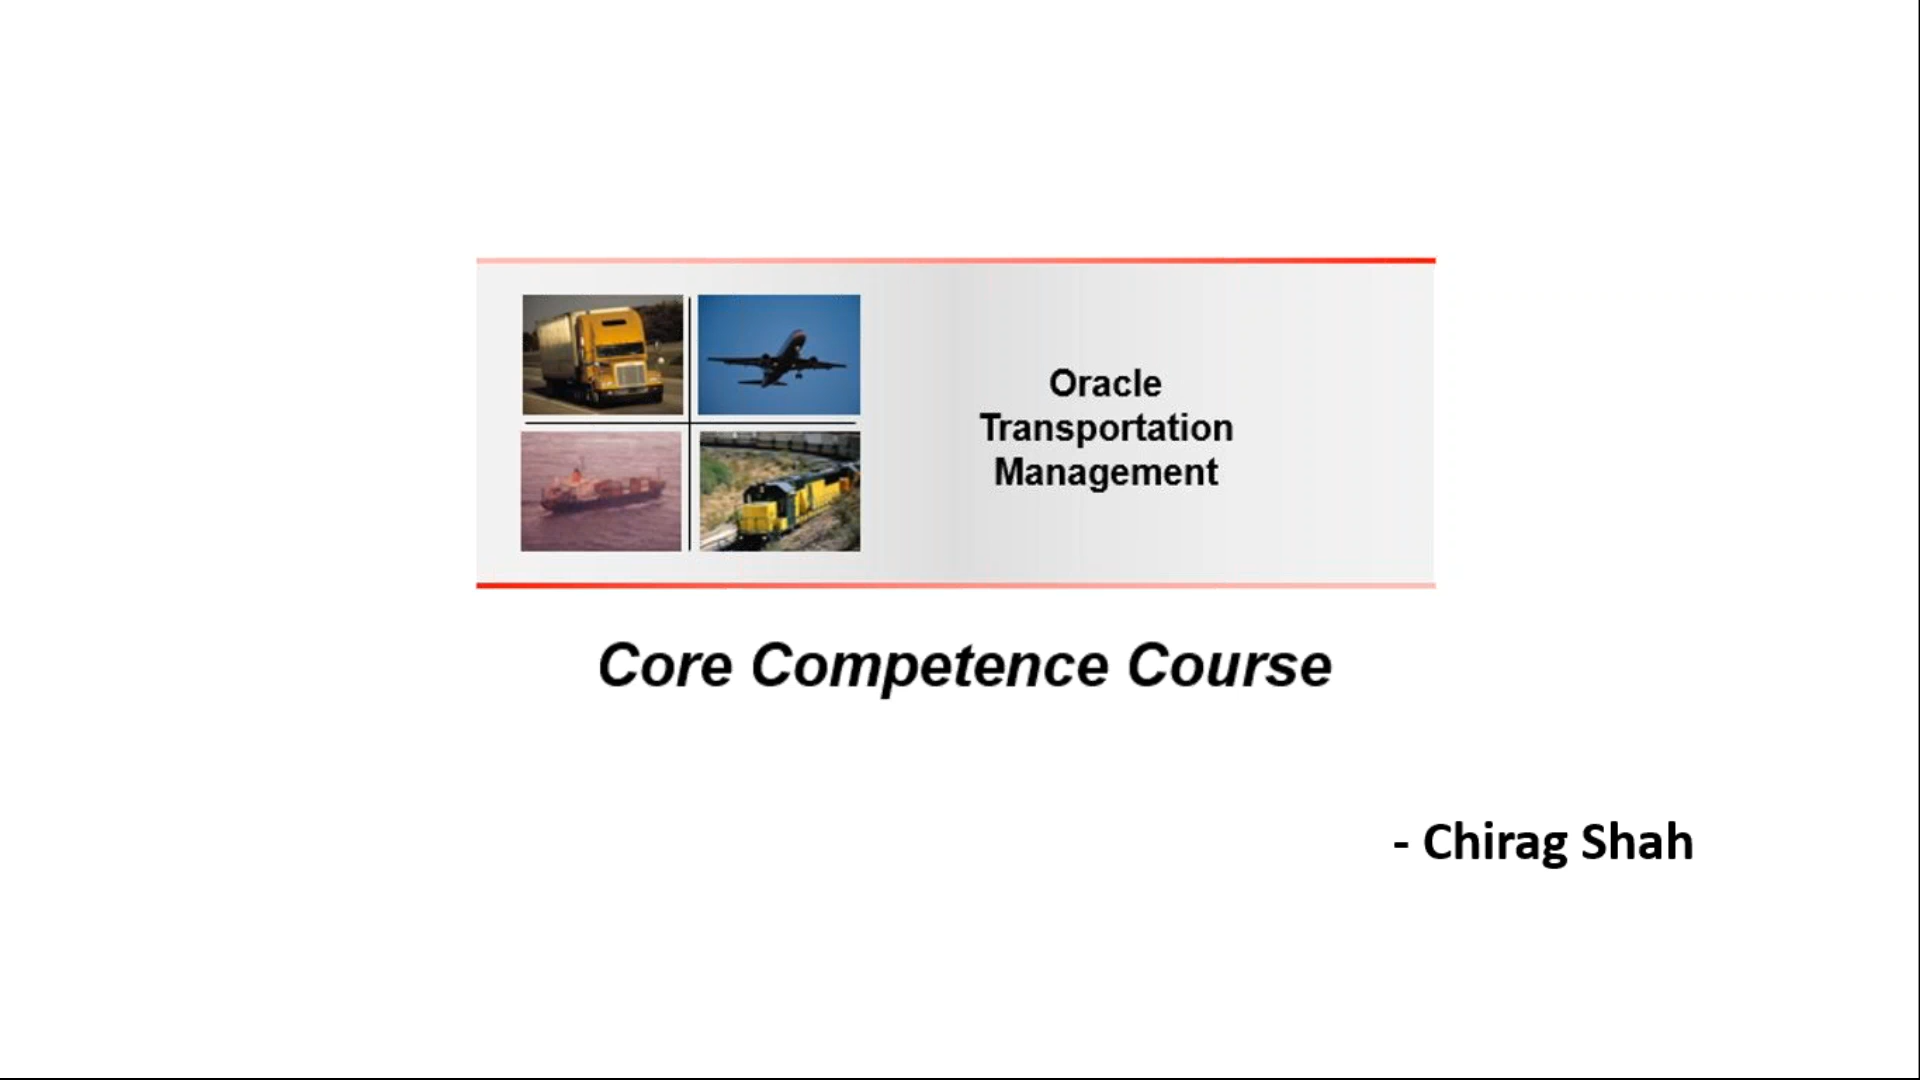 Oracle
Transportation
Management
Core Competence Course
- Chirag Shah